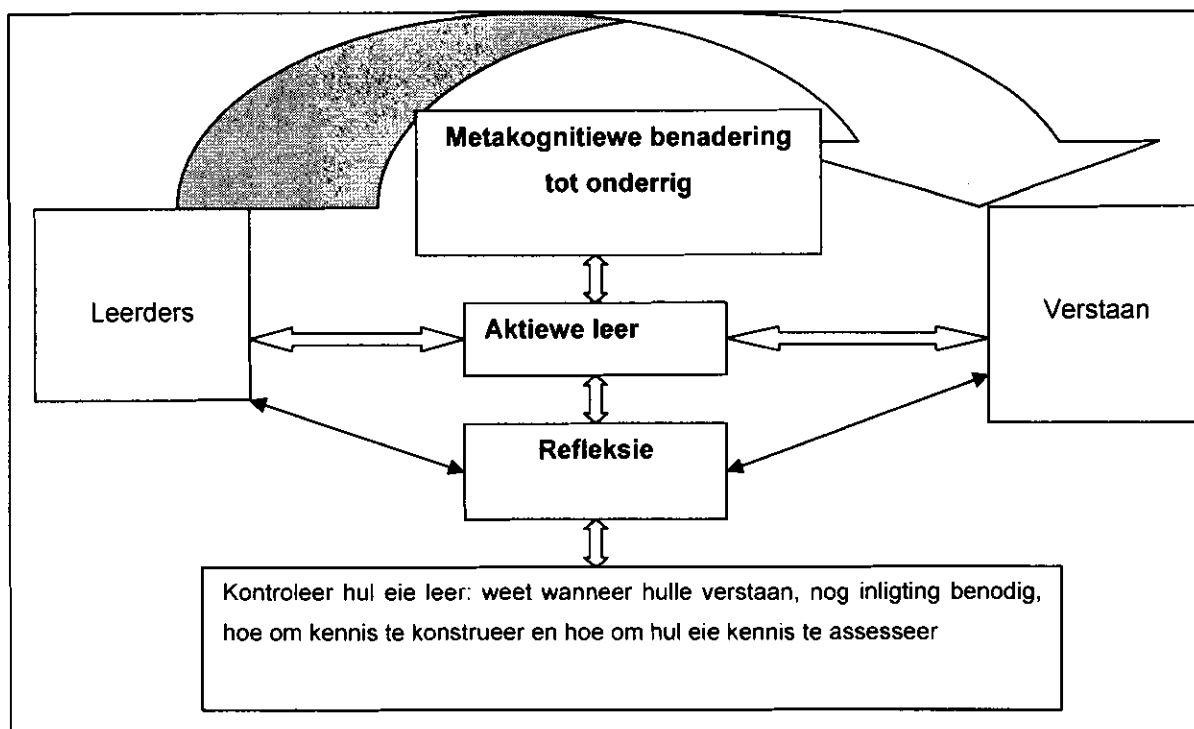 Metakognitiewe benadering
tot onderrig
Leerders
Aktiewe leer
Verstaan
Refleksie
Kontroleer hul eie leer: weet wanneer hulle verstaan, nog inligting benodig,
hoe om kennis te konstrueer en hoe om hul eie kennis te assesseer